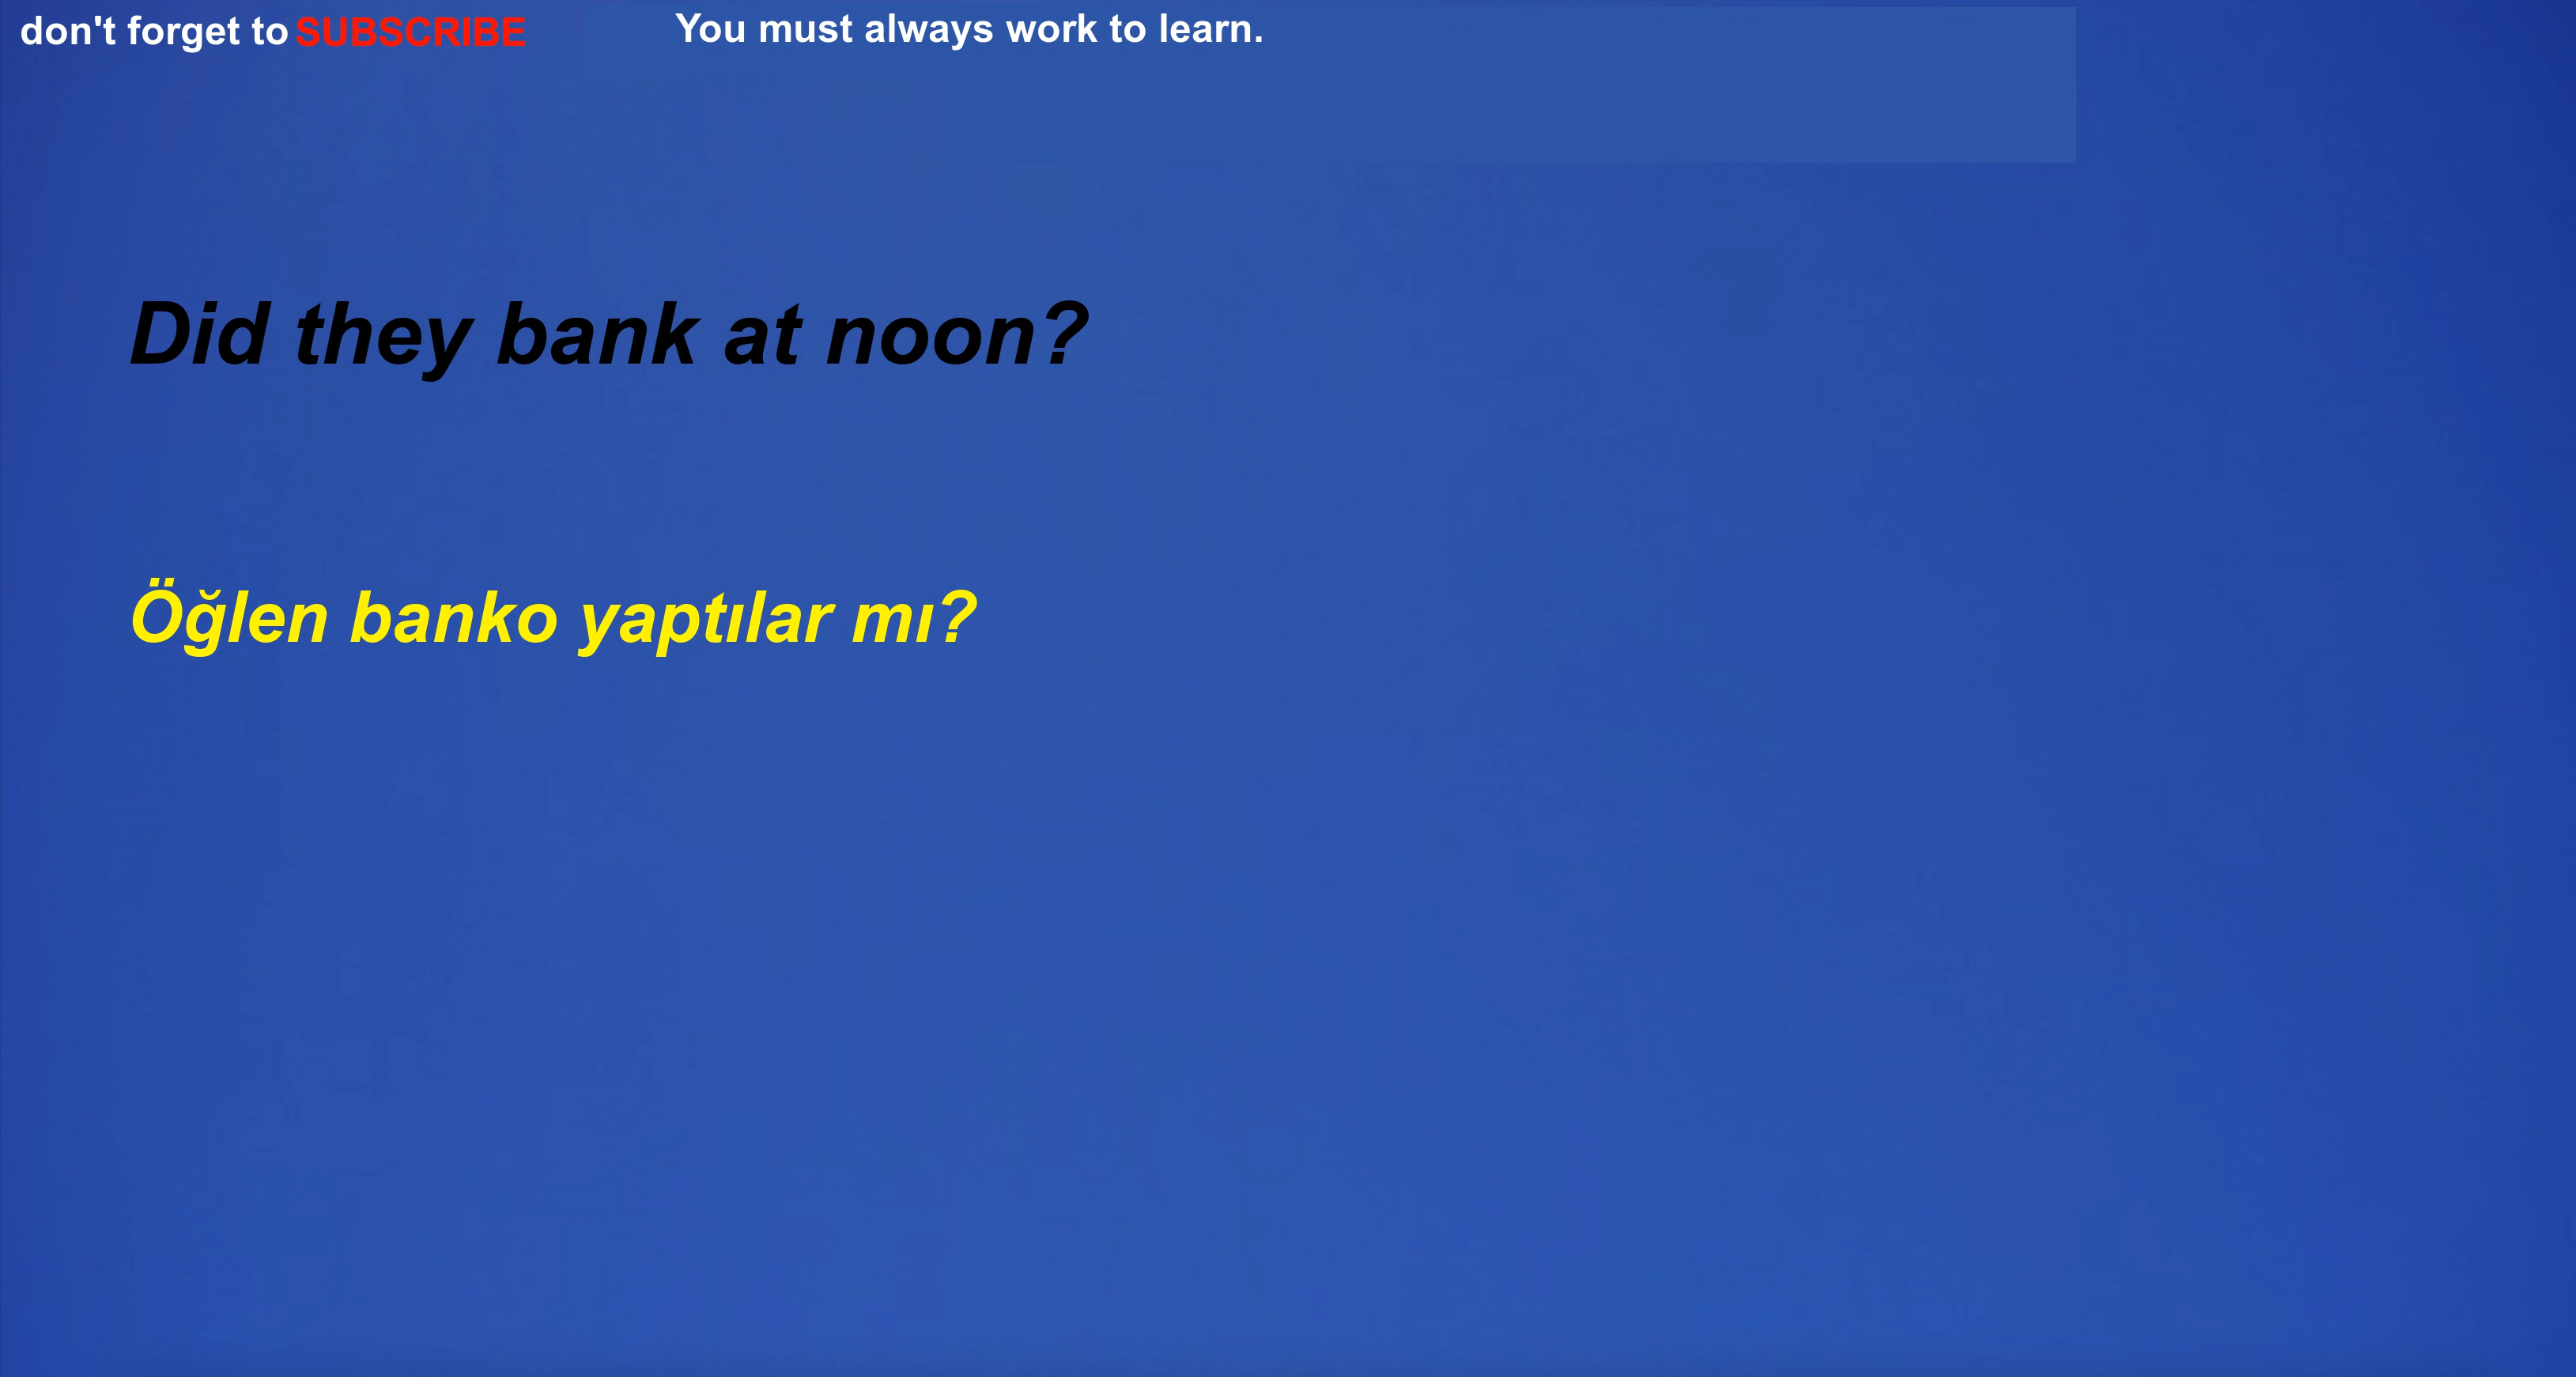 don't forget to SUBSCRIBE
You must always work to learn.
Did they bank at noon?
Öğlen banko yaptılar mı?